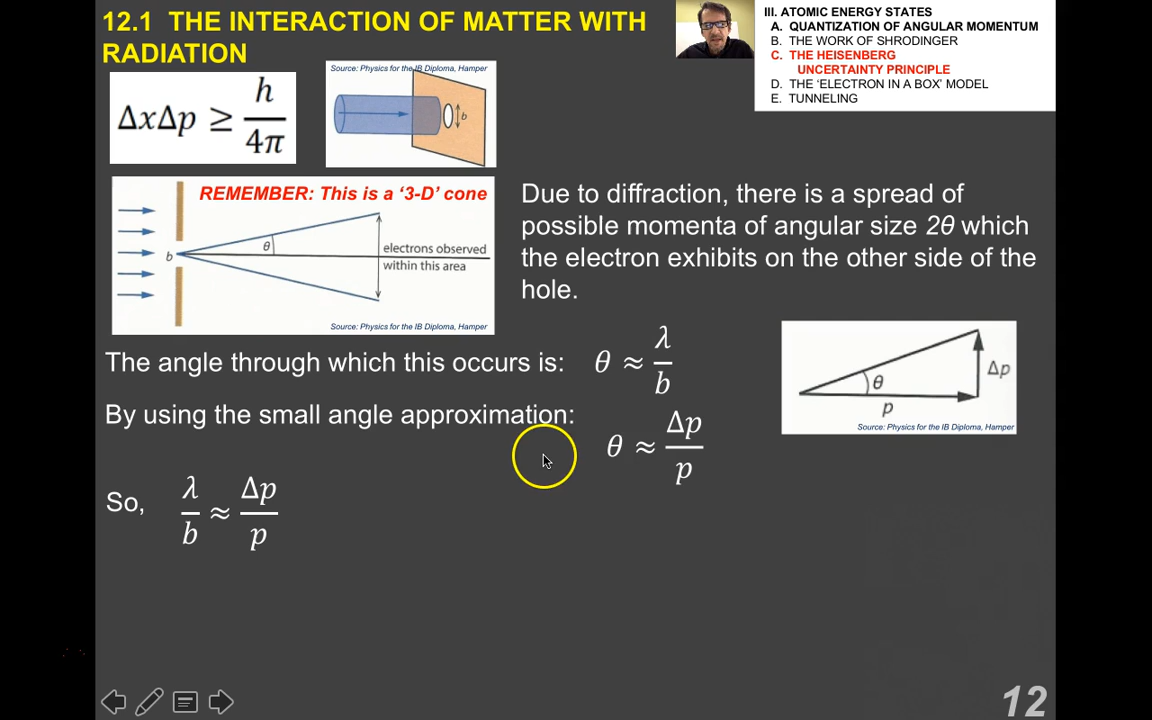 12.1 THE INTERACTION OF MATTER WITH
RADIATION
III. ATOMIC ENERGY STATES
A. QUANTIZATION OF ANGULAR MOMENTUM
B. THE WORK OF SHRODINGER
C. THE HEISENBERG
UNCERTAINTY PRINCIPLE
D. THE ‘ELECTRON IN A BOX’ MODEL
E. TUNNELING
ΔxΔp ≥ h/4π
Source: Physics for the IB Diploma, Hamper
b
REMEMBER: This is a ‘3-D’ cone
θ
b
electrons observed
within this area
Source: Physics for the IB Diploma, Hamper
Due to diffraction, there is a spread of
possible momenta of angular size 2θ which
the electron exhibits on the other side of the
hole.
The angle through which this occurs is: θ ≈ λ/b
By using the small angle approximation:
θ ≈ Δp/p
θ
Δp
p
Source: Physics for the IB Diploma, Hamper
So, λ/b ≈ Δp/p
12